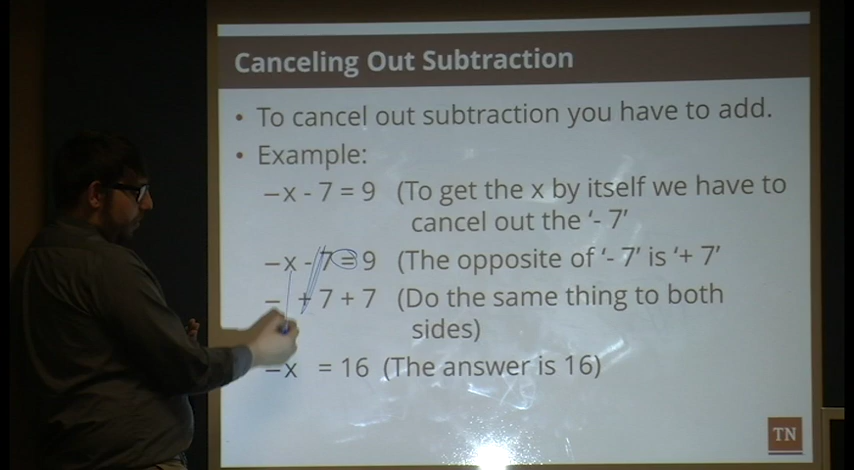 Canceling Out Subtraction
• To cancel out subtraction you have to add.
• Example:
–x - 7 = 9 (To get the x by itself we have to
cancel out the ‘- 7’
–x - 7 = 9 (The opposite of ‘- 7’ is ‘+ 7’
– + 7 + 7 (Do the same thing to both
sides)
–x = 16 (The answer is 16)
TN